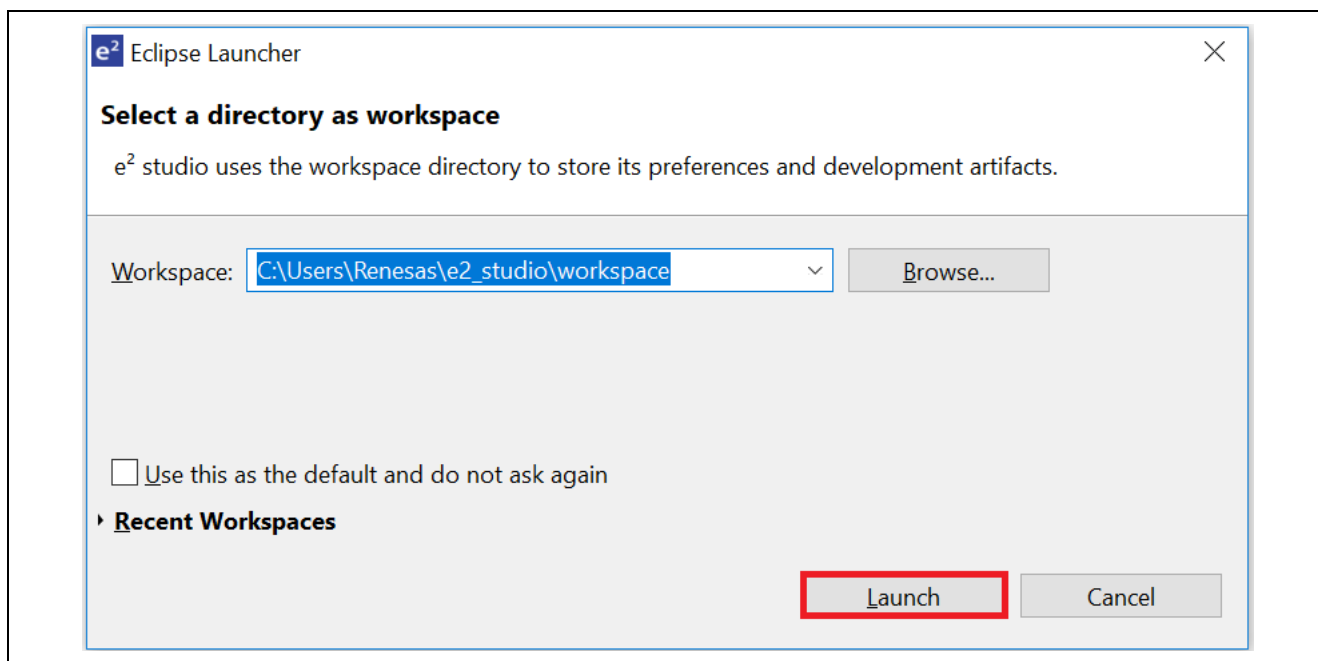 e² Eclipse Launcher
Select a directory as workspace
e² studio uses the workspace directory to store its preferences and development artifacts.
Workspace: C:\Users\Renesas\e2_studio\workspace Browse...
Use this as the default and do not ask again
Recent Workspaces
Launch Cancel